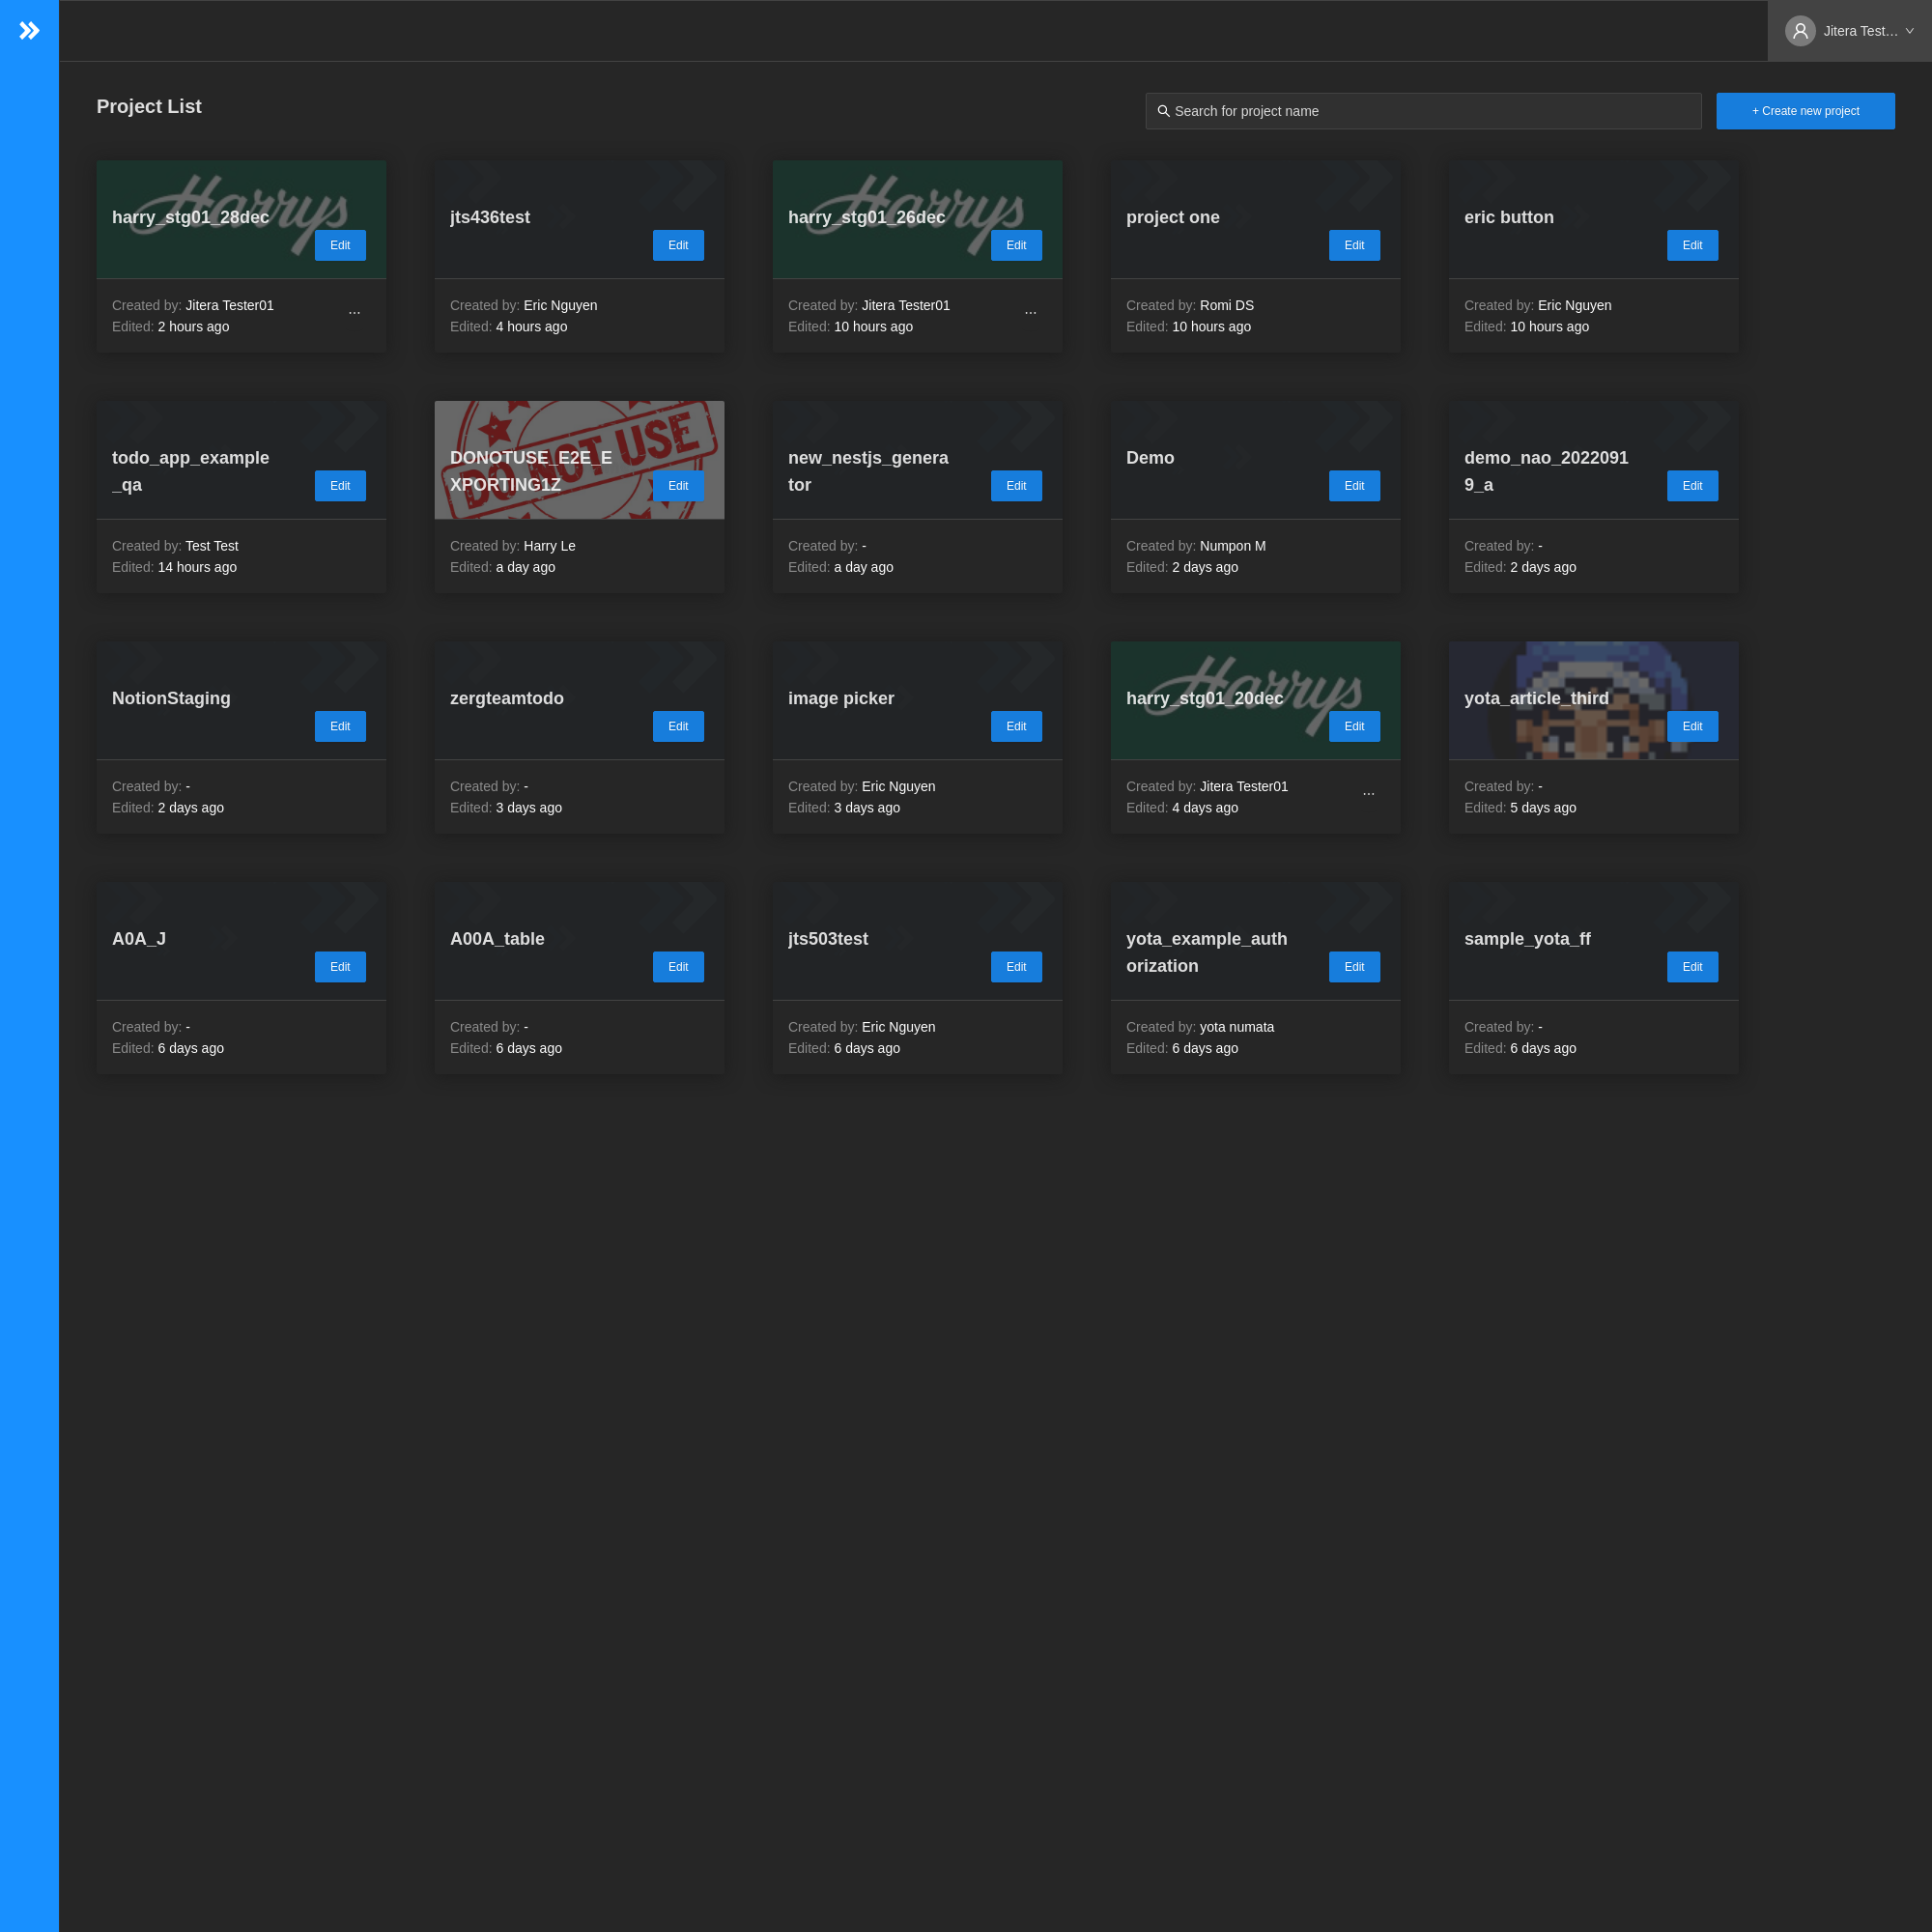 Jitera Test...
Project List
Search for project name
+ Create new project
Harrys
harry_stg01_28dec
Edit
Created by: Jitera Tester01
...
Edited: 2 hours ago
jts436test
Edit
Created by: Eric Nguyen
Edited: 4 hours ago
Harrys
harry_stg01_26dec
Edit
Created by: Jitera Tester01
...
Edited: 10 hours ago
project one
Edit
Created by: Romi DS
Edited: 10 hours ago
eric button
Edit
Created by: Eric Nguyen
Edited: 10 hours ago
todo_app_example
_qa
Edit
Created by: Test Test
Edited: 14 hours ago
DO NOT USE
DONOTUSE_E2E_E
XPORTING1Z
Edit
Created by: Harry Le
Edited: a day ago
new_nestjs_genera
tor
Edit
Created by: -
Edited: a day ago
Demo
Edit
Created by: Numpon M
Edited: 2 days ago
demo_nao_2022091
9_a
Edit
Created by: -
Edited: 2 days ago
NotionStaging
Edit
Created by: -
Edited: 2 days ago
zergteamtodo
Edit
Created by: -
Edited: 3 days ago
image picker
Edit
Created by: Eric Nguyen
Edited: 3 days ago
Harrys
harry_stg01_20dec
Edit
Created by: Jitera Tester01
...
Edited: 4 days ago
yota_article_third
Edit
Created by: -
Edited: 5 days ago
A0A_J
Edit
Created by: -
Edited: 6 days ago
A00A_table
Edit
Created by: -
Edited: 6 days ago
jts503test
Edit
Created by: Eric Nguyen
Edited: 6 days ago
yota_example_auth
orization
Edit
Created by: yota numata
Edited: 6 days ago
sample_yota_ff
Edit
Created by: -
Edited: 6 days ago